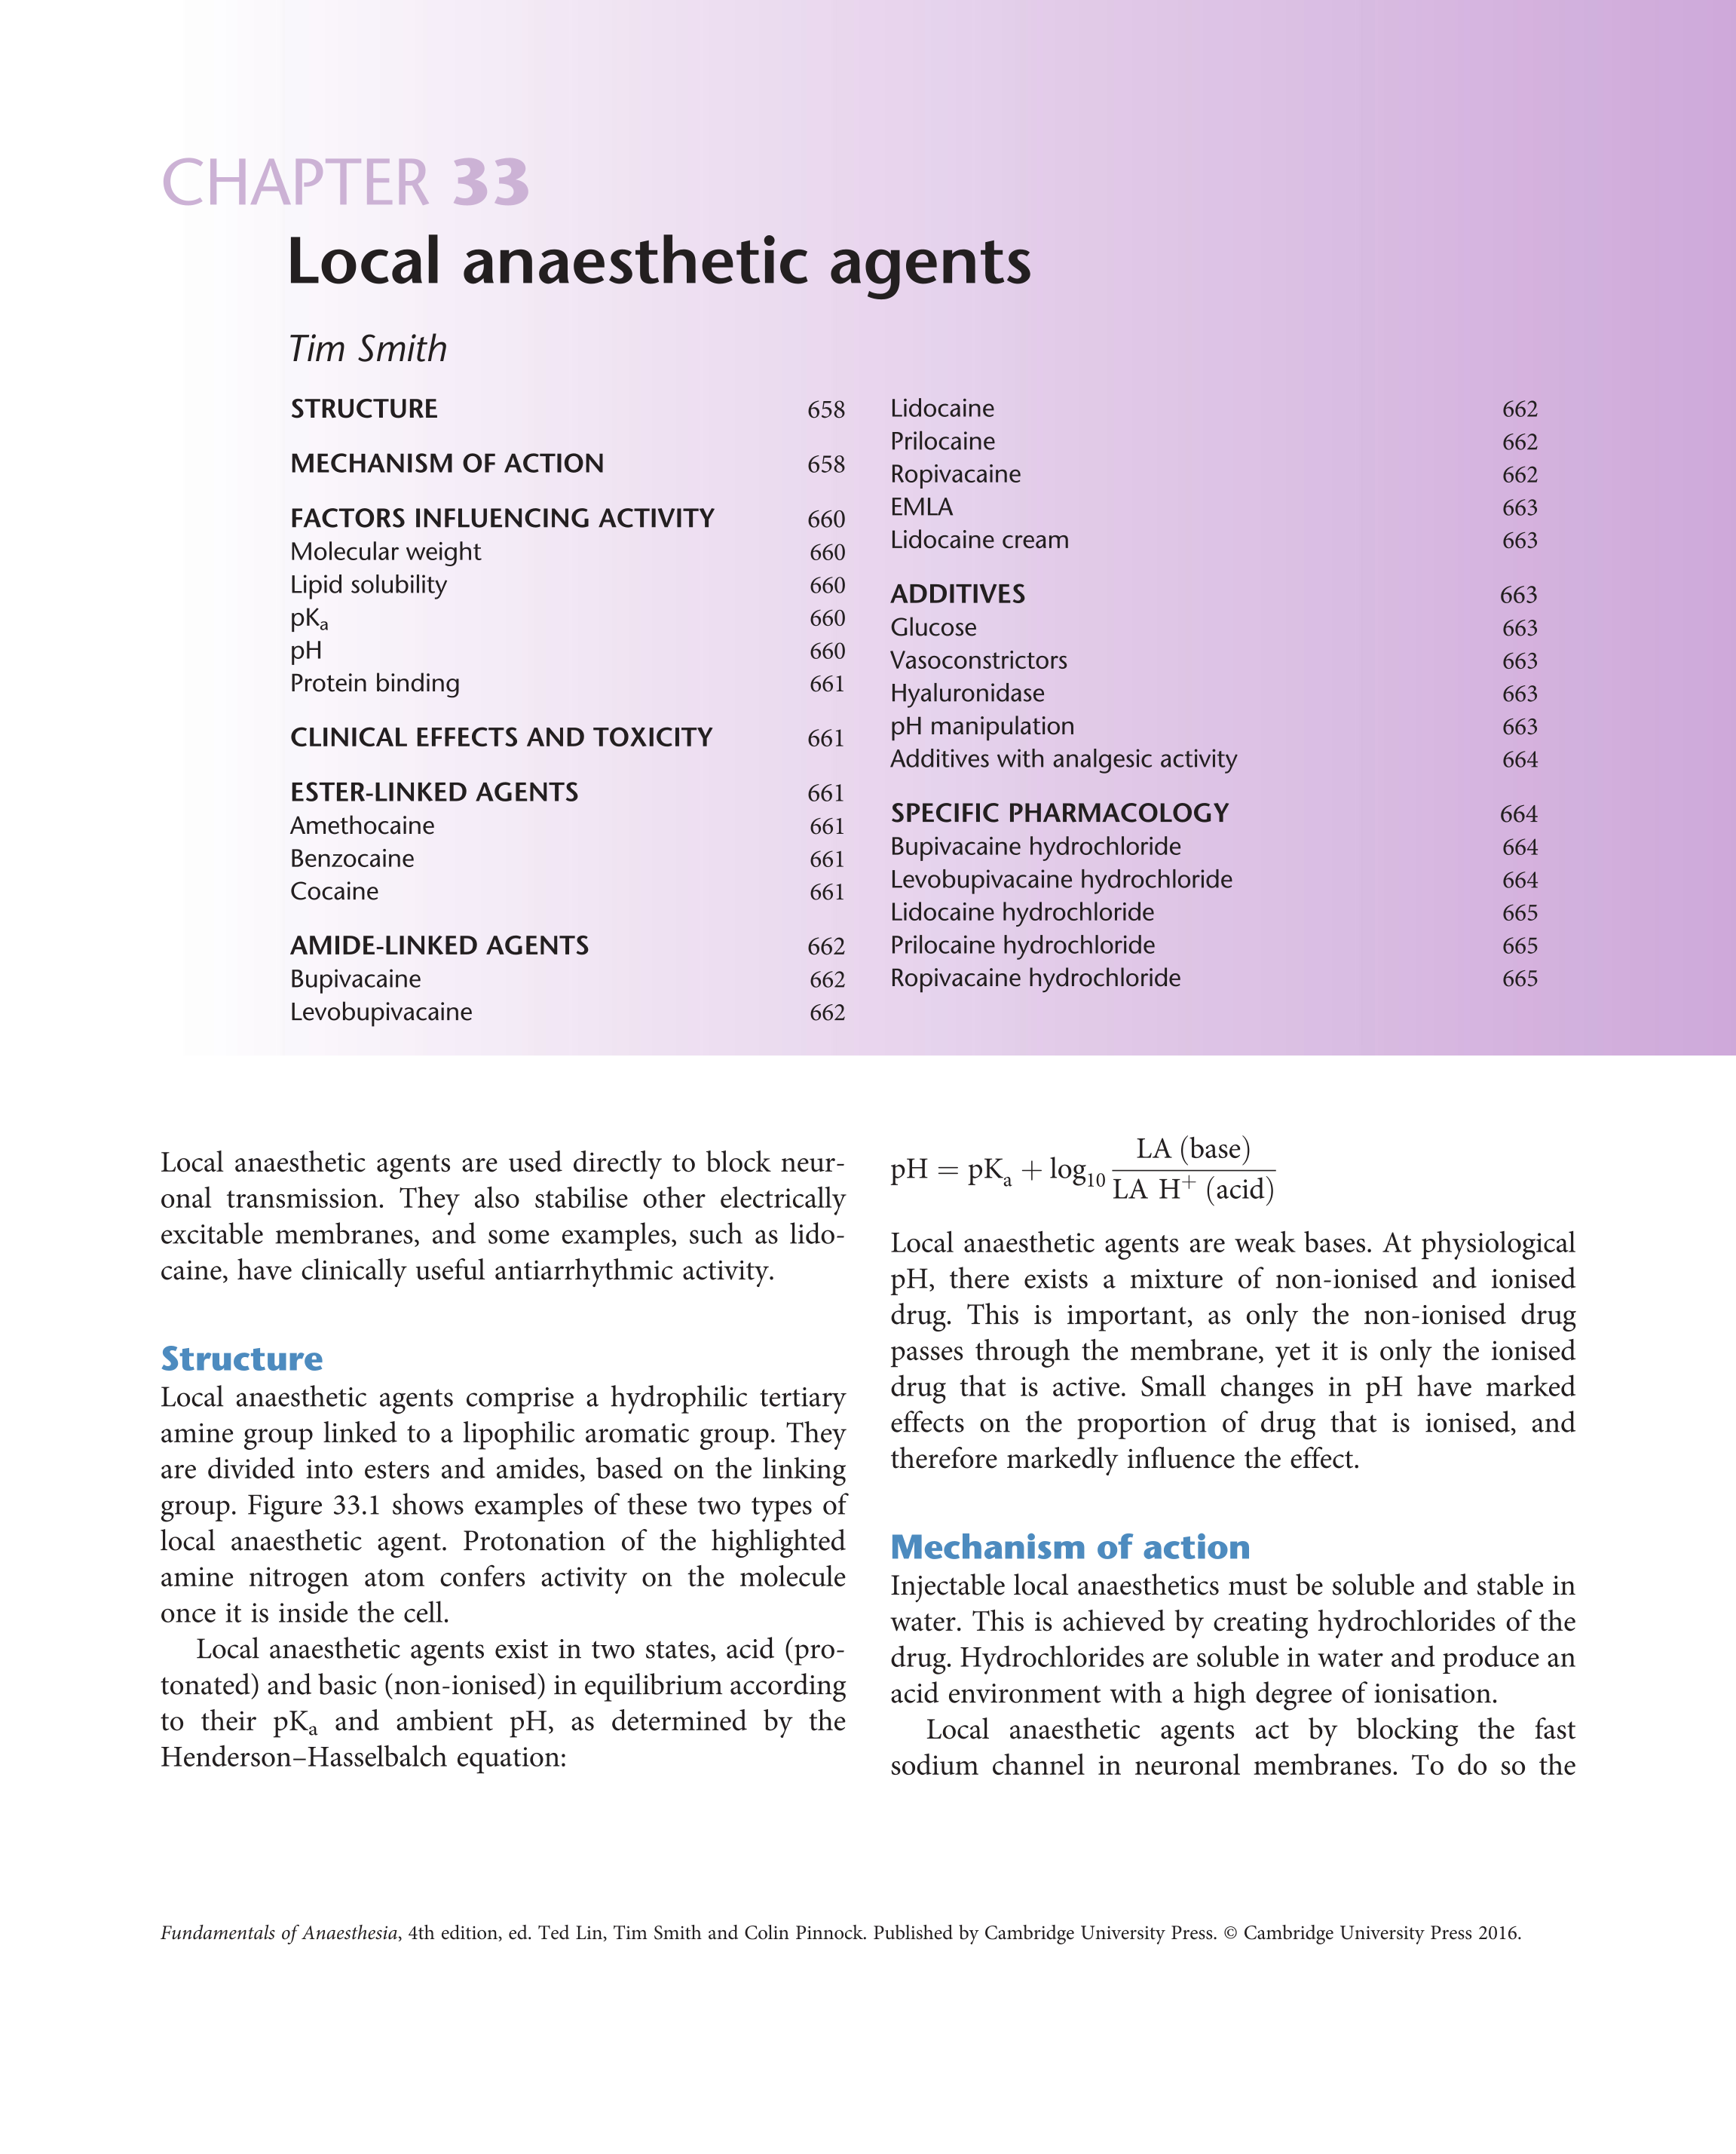 CHAPTER 33
Local anaesthetic agents
Tim Smith
STRUCTURE 658
MECHANISM OF ACTION 658
FACTORS INFLUENCING ACTIVITY 660
Molecular weight 660
Lipid solubility 660
pKa 660
pH 660
Protein binding 661
CLINICAL EFFECTS AND TOXICITY 661
ESTER-LINKED AGENTS 661
Amethocaine 661
Benzocaine 661
Cocaine 661
AMIDE-LINKED AGENTS 662
Bupivacaine 662
Levobupivacaine 662
Lidocaine 662
Prilocaine 662
Ropivacaine 662
EMLA 663
Lidocaine cream 663
ADDITIVES 663
Glucose 663
Vasoconstrictors 663
Hyaluronidase 663
pH manipulation 663
Additives with analgesic activity 664
SPECIFIC PHARMACOLOGY 664
Bupivacaine hydrochloride 664
Levobupivacaine hydrochloride 664
Lidocaine hydrochloride 665
Prilocaine hydrochloride 665
Ropivacaine hydrochloride 665
Local anaesthetic agents are used directly to block neur-
onal transmission. They also stabilise other electrically
excitable membranes, and some examples, such as lido-
caine, have clinically useful antiarrhythmic activity.
Structure
Local anaesthetic agents comprise a hydrophilic tertiary
amine group linked to a lipophilic aromatic group. They
are divided into esters and amides, based on the linking
group. Figure 33.1 shows examples of these two types of
local anaesthetic agent. Protonation of the highlighted
amine nitrogen atom confers activity on the molecule
once it is inside the cell.
Local anaesthetic agents exist in two states, acid (pro-
tonated) and basic (non-ionised) in equilibrium according
to their pKa and ambient pH, as determined by the
Henderson–Hasselbalch equation:
pH = pKa + log10 LA (base) / LA H+ (acid)
Local anaesthetic agents are weak bases. At physiological
pH, there exists a mixture of non-ionised and ionised
drug. This is important, as only the non-ionised drug
passes through the membrane, yet it is only the ionised
drug that is active. Small changes in pH have marked
effects on the proportion of drug that is ionised, and
therefore markedly influence the effect.
Mechanism of action
Injectable local anaesthetics must be soluble and stable in
water. This is achieved by creating hydrochlorides of the
drug. Hydrochlorides are soluble in water and produce an
acid environment with a high degree of ionisation.
Local anaesthetic agents act by blocking the fast
sodium channel in neuronal membranes. To do so the
Fundamentals of Anaesthesia, 4th edition, ed. Ted Lin, Tim Smith and Colin Pinnock. Published by Cambridge University Press. © Cambridge University Press 2016.